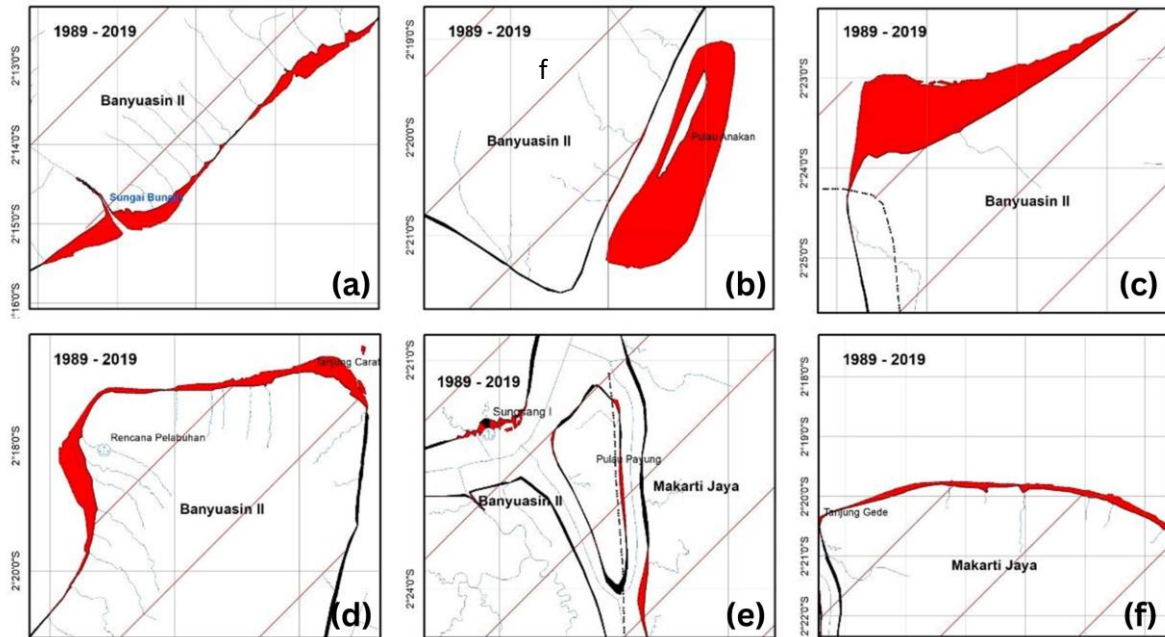 1989 - 2019
2°13'0"S
Banyuasin II
2°14'0"S
2°15'0"S
2°16'0"S
(a)
1989 - 2019
2°19'0"S
f
Pulau Anakan
2°20'0"S
Banyuasin II
2°21'0"S
(b)
1989 - 2019
2°23'0"S
2°24'0"S
Banyuasin II
2°25'0"S
(c)
1989 - 2019
Tanjung Carat
Rencana Pelabuhan
2°18'0"S
Banyuasin II
2°20'0"S
(d)
2°21'0"S
1989 - 2019
Sungsang I
Pulau Payung
Makarti Jaya
Banyuasin II
2°24'0"S
(e)
1989 - 2019
2°18'0"S
2°19'0"S
2°20'0"S
Tanjung Gede
2°21'0"S
Makarti Jaya
2°22'0"S
(f)